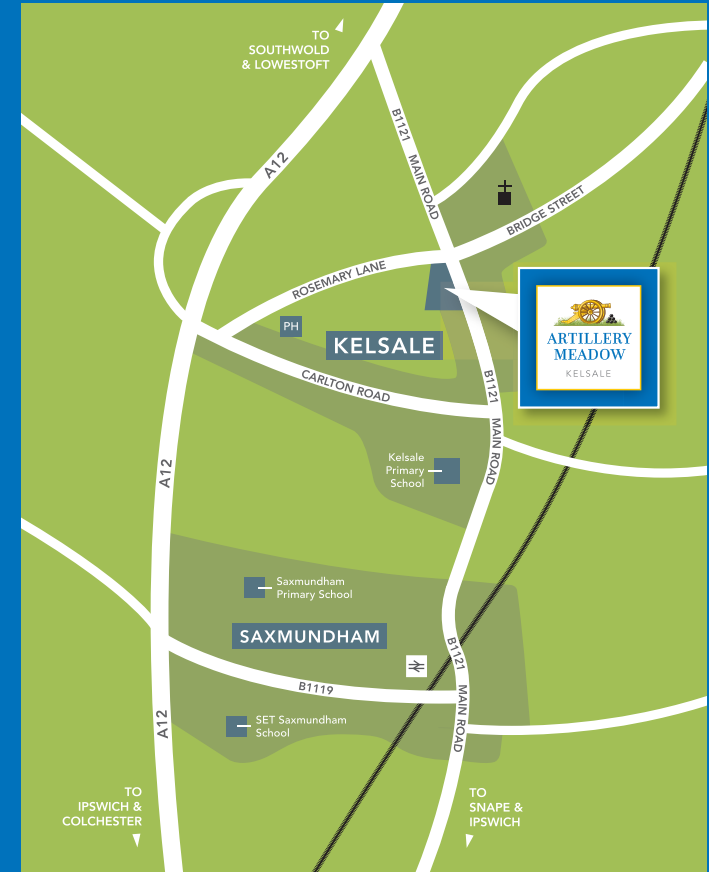 TO
SOUTHWOLD
& LOWESTOFT
A12
B1121
MAIN ROAD
BRIDGE STREET
ROSEMARY LANE
PH
KELSALE
ARTILLERY
MEADOW
KELSALE
CARLTON ROAD
B1121
MAIN ROAD
A12
Kelsale
Primary
School
Saxmundham
Primary School
SAXMUNDHAM
B1121
MAIN ROAD
B1119
A12
SET Saxmundham
School
TO
IPSWICH &
COLCHESTER
TO
SNAPE &
IPSWICH